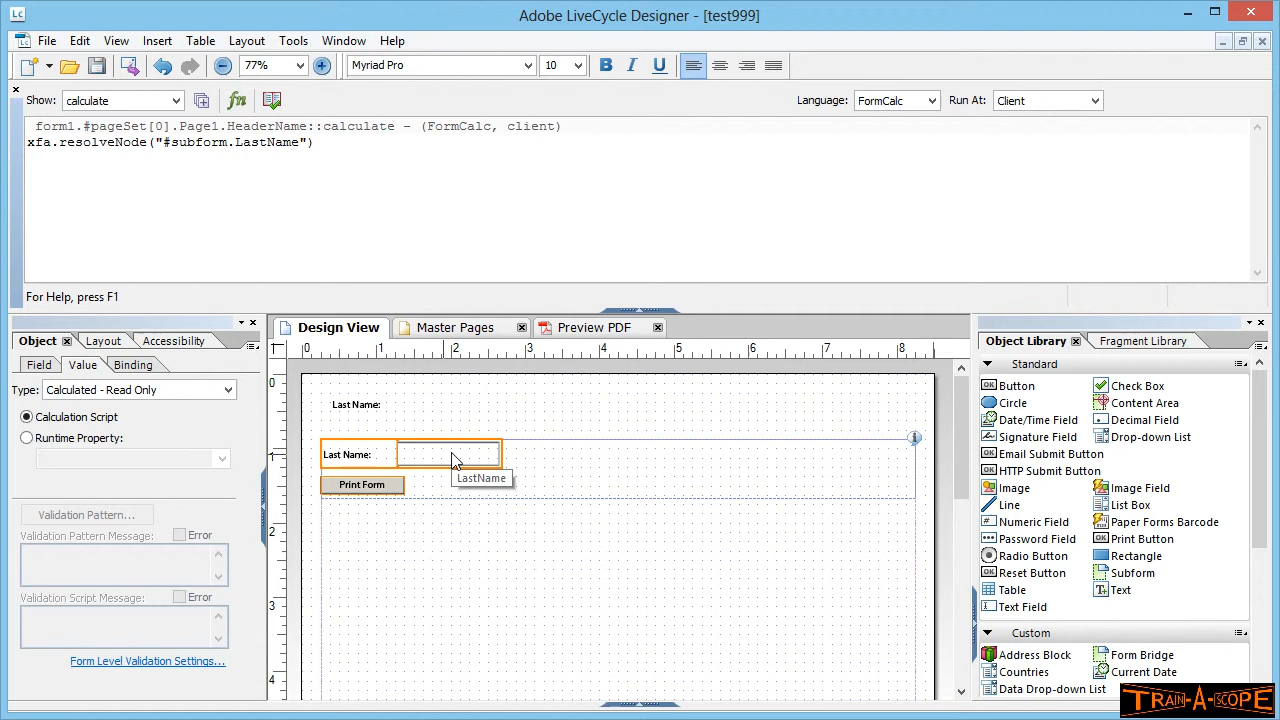 Lc
Adobe LiveCycle Designer - [test999]
File Edit View Insert Table Layout Tools Window Help
77% Myriad Pro 10 B I U
Show: calculate fn Language: FormCalc Run At: Client
form1.#pageSet[0].Page1.HeaderName::calculate - (FormCalc, client)
xfa.resolveNode("#subform.LastName")
For Help, press F1
Object Layout Accessibility
Field Value Binding
Type: Calculated - Read Only
Calculation Script
Runtime Property:
Validation Pattern...
Validation Pattern Message: Error
Validation Script Message: Error
Form Level Validation Settings...
Design View Master Pages Preview PDF
0 1 2 3 4 5 6 7 8
0
1
2
3
4
Last Name:
Last Name:
LastName
Print Form
Object Library Fragment Library
Standard
Button Check Box
Circle Content Area
Date/Time Field Decimal Field
Signature Field Drop-down List
Email Submit Button
HTTP Submit Button
Image Image Field
Line List Box
Numeric Field Paper Forms Barcode
Password Field Print Button
Radio Button Rectangle
Reset Button Subform
Table Text
Text Field
Custom
Address Block Form Bridge
Countries Current Date
Data Drop-down List
TRAIN-A-SCOPE